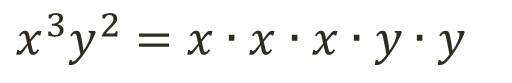 x³y² = x · x · x · y · y